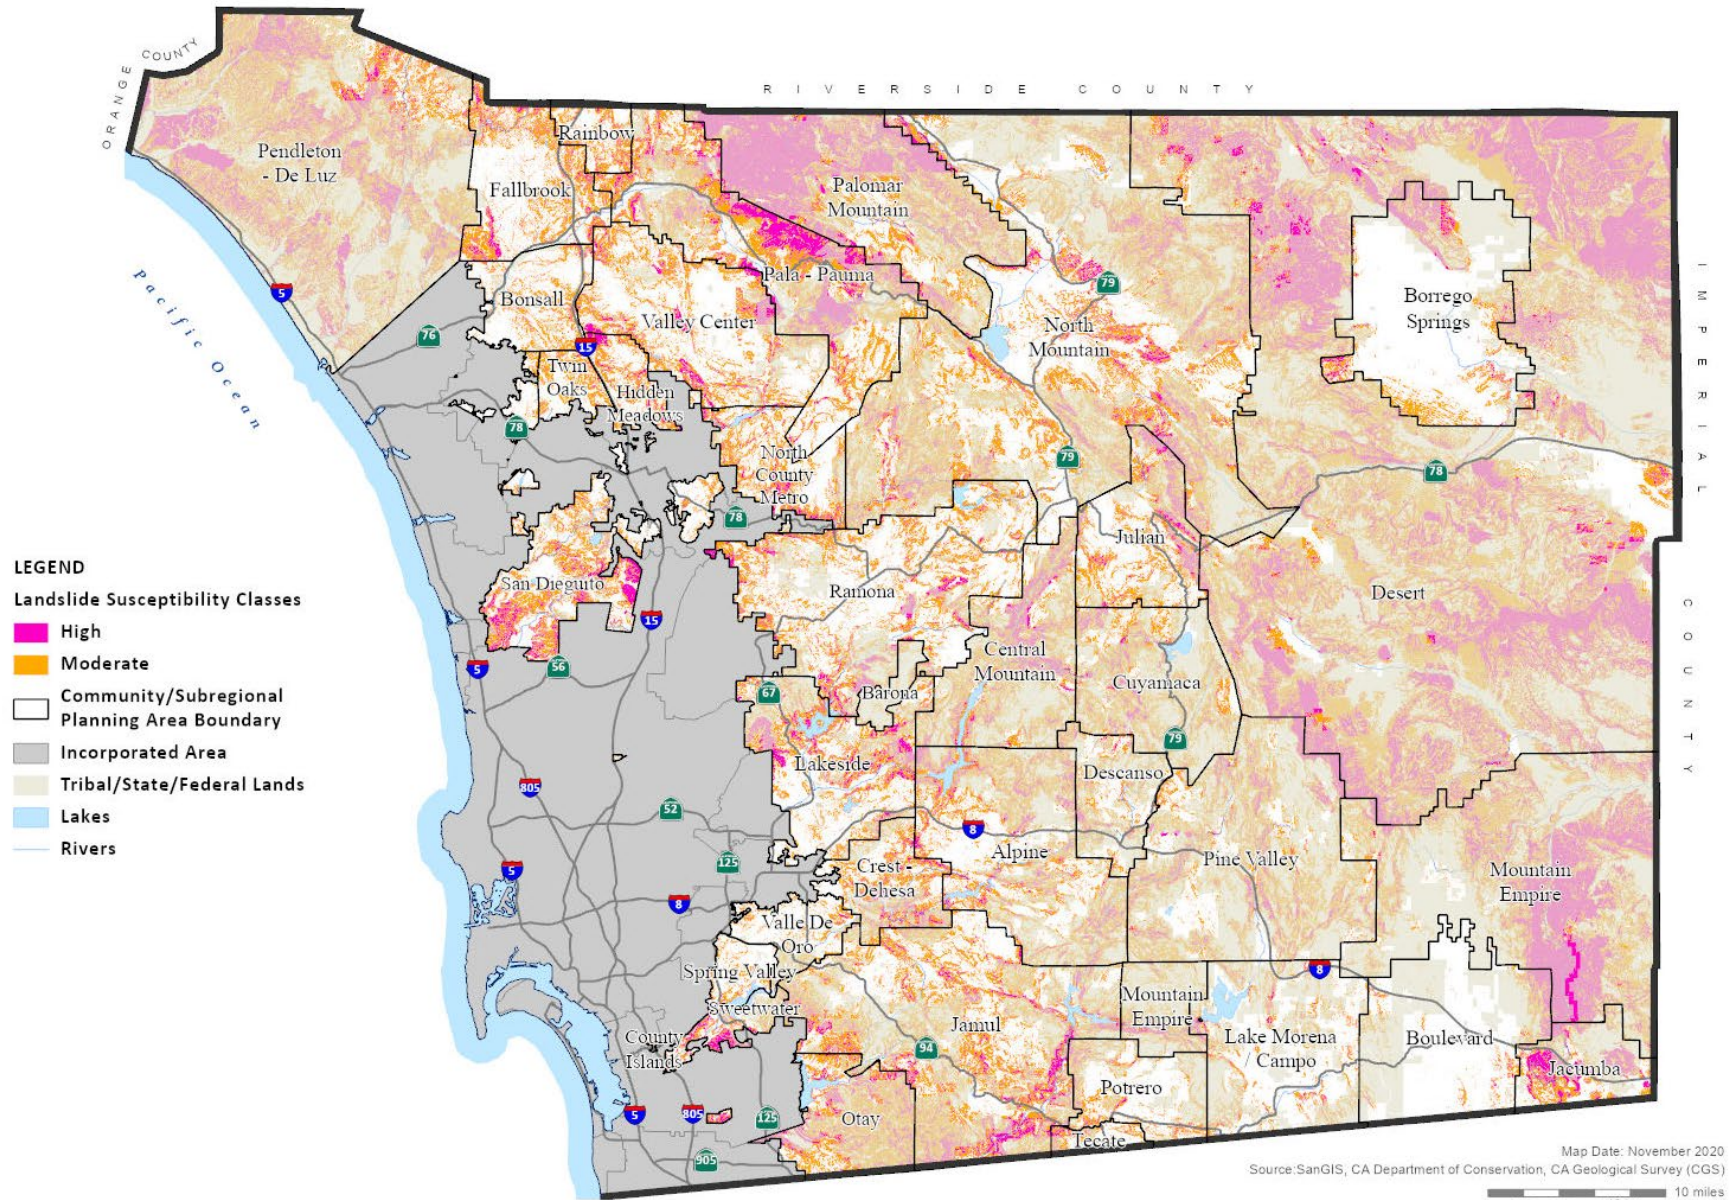 ORANGE COUNTY
RIVERSIDE COUNTY
Rainbow
Pendleton
- De Luz
Fallbrook
Palomar
Mountain
Pala - Pauma
79
5
Bonsall
Borrego
Springs
IMPERIAL
COUNTY
Pacific Ocean
76
Valley Center
North
Mountain
15
Twin
Oaks
Hidden
Meadows
78
North
County
Metro
79
78
78
Julian
San Dieguito
Ramona
Desert
15
56
5
Central
Mountain
67
Barona
Cuyamaca
79
Lakeside
Descanso
805
52
8
Alpine
125
5
Crest -
Dehesa
Pine Valley
Mountain
Empire
8
Valle De
Oro
Spring Valley
Sweetwater
8
Mountain
Empire
County
Islands
Jamul
94
Lake Morena
/ Campo
Boulevard
Jacumba
Potrero
5
805
125
Otay
Tecate
905
LEGEND
Landslide Susceptibility Classes
High
Moderate
Community/Subregional
Planning Area Boundary
Incorporated Area
Tribal/State/Federal Lands
Lakes
Rivers
Map Date: November 2020
Source:SanGIS, CA Department of Conservation, CA Geological Survey (CGS)
10 miles